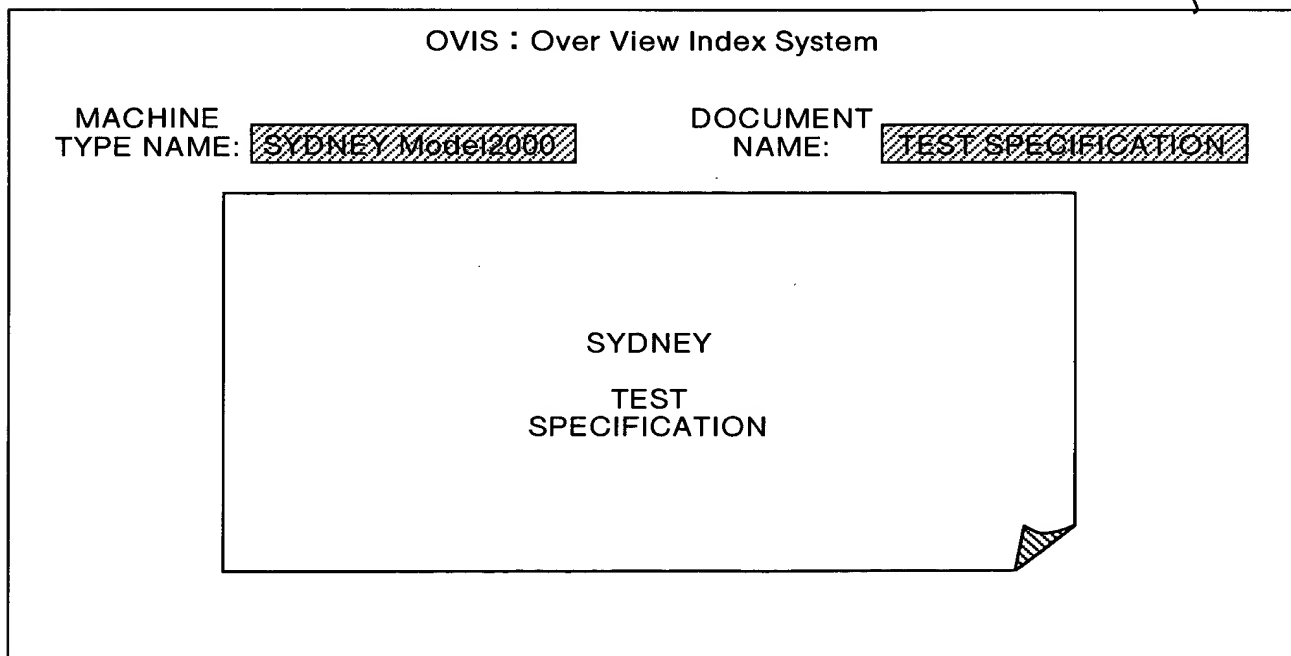 OVIS : Over View Index System
MACHINE
TYPE NAME: SYDNEY Model2000
DOCUMENT
NAME: TEST SPECIFICATION
SYDNEY
TEST
SPECIFICATION